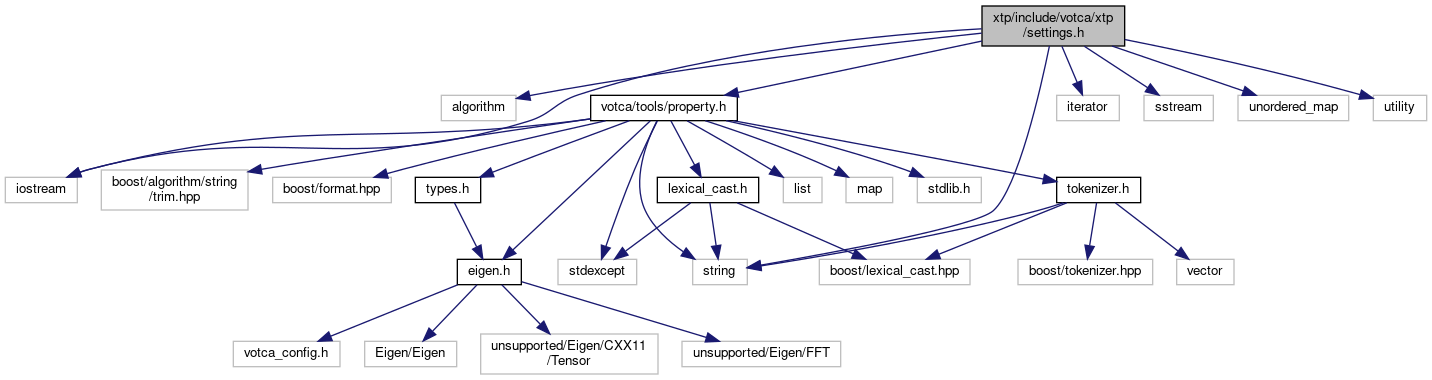 xtp/include/votca/xtp
/settings.h
algorithm
votca/tools/property.h
iterator
sstream
unordered_map
utility
iostream
boost/algorithm/string
/trim.hpp
boost/format.hpp
types.h
lexical_cast.h
list
map
stdlib.h
tokenizer.h
eigen.h
stdexcept
string
boost/lexical_cast.hpp
boost/tokenizer.hpp
vector
votca_config.h
Eigen/Eigen
unsupported/Eigen/CXX11
/Tensor
unsupported/Eigen/FFT